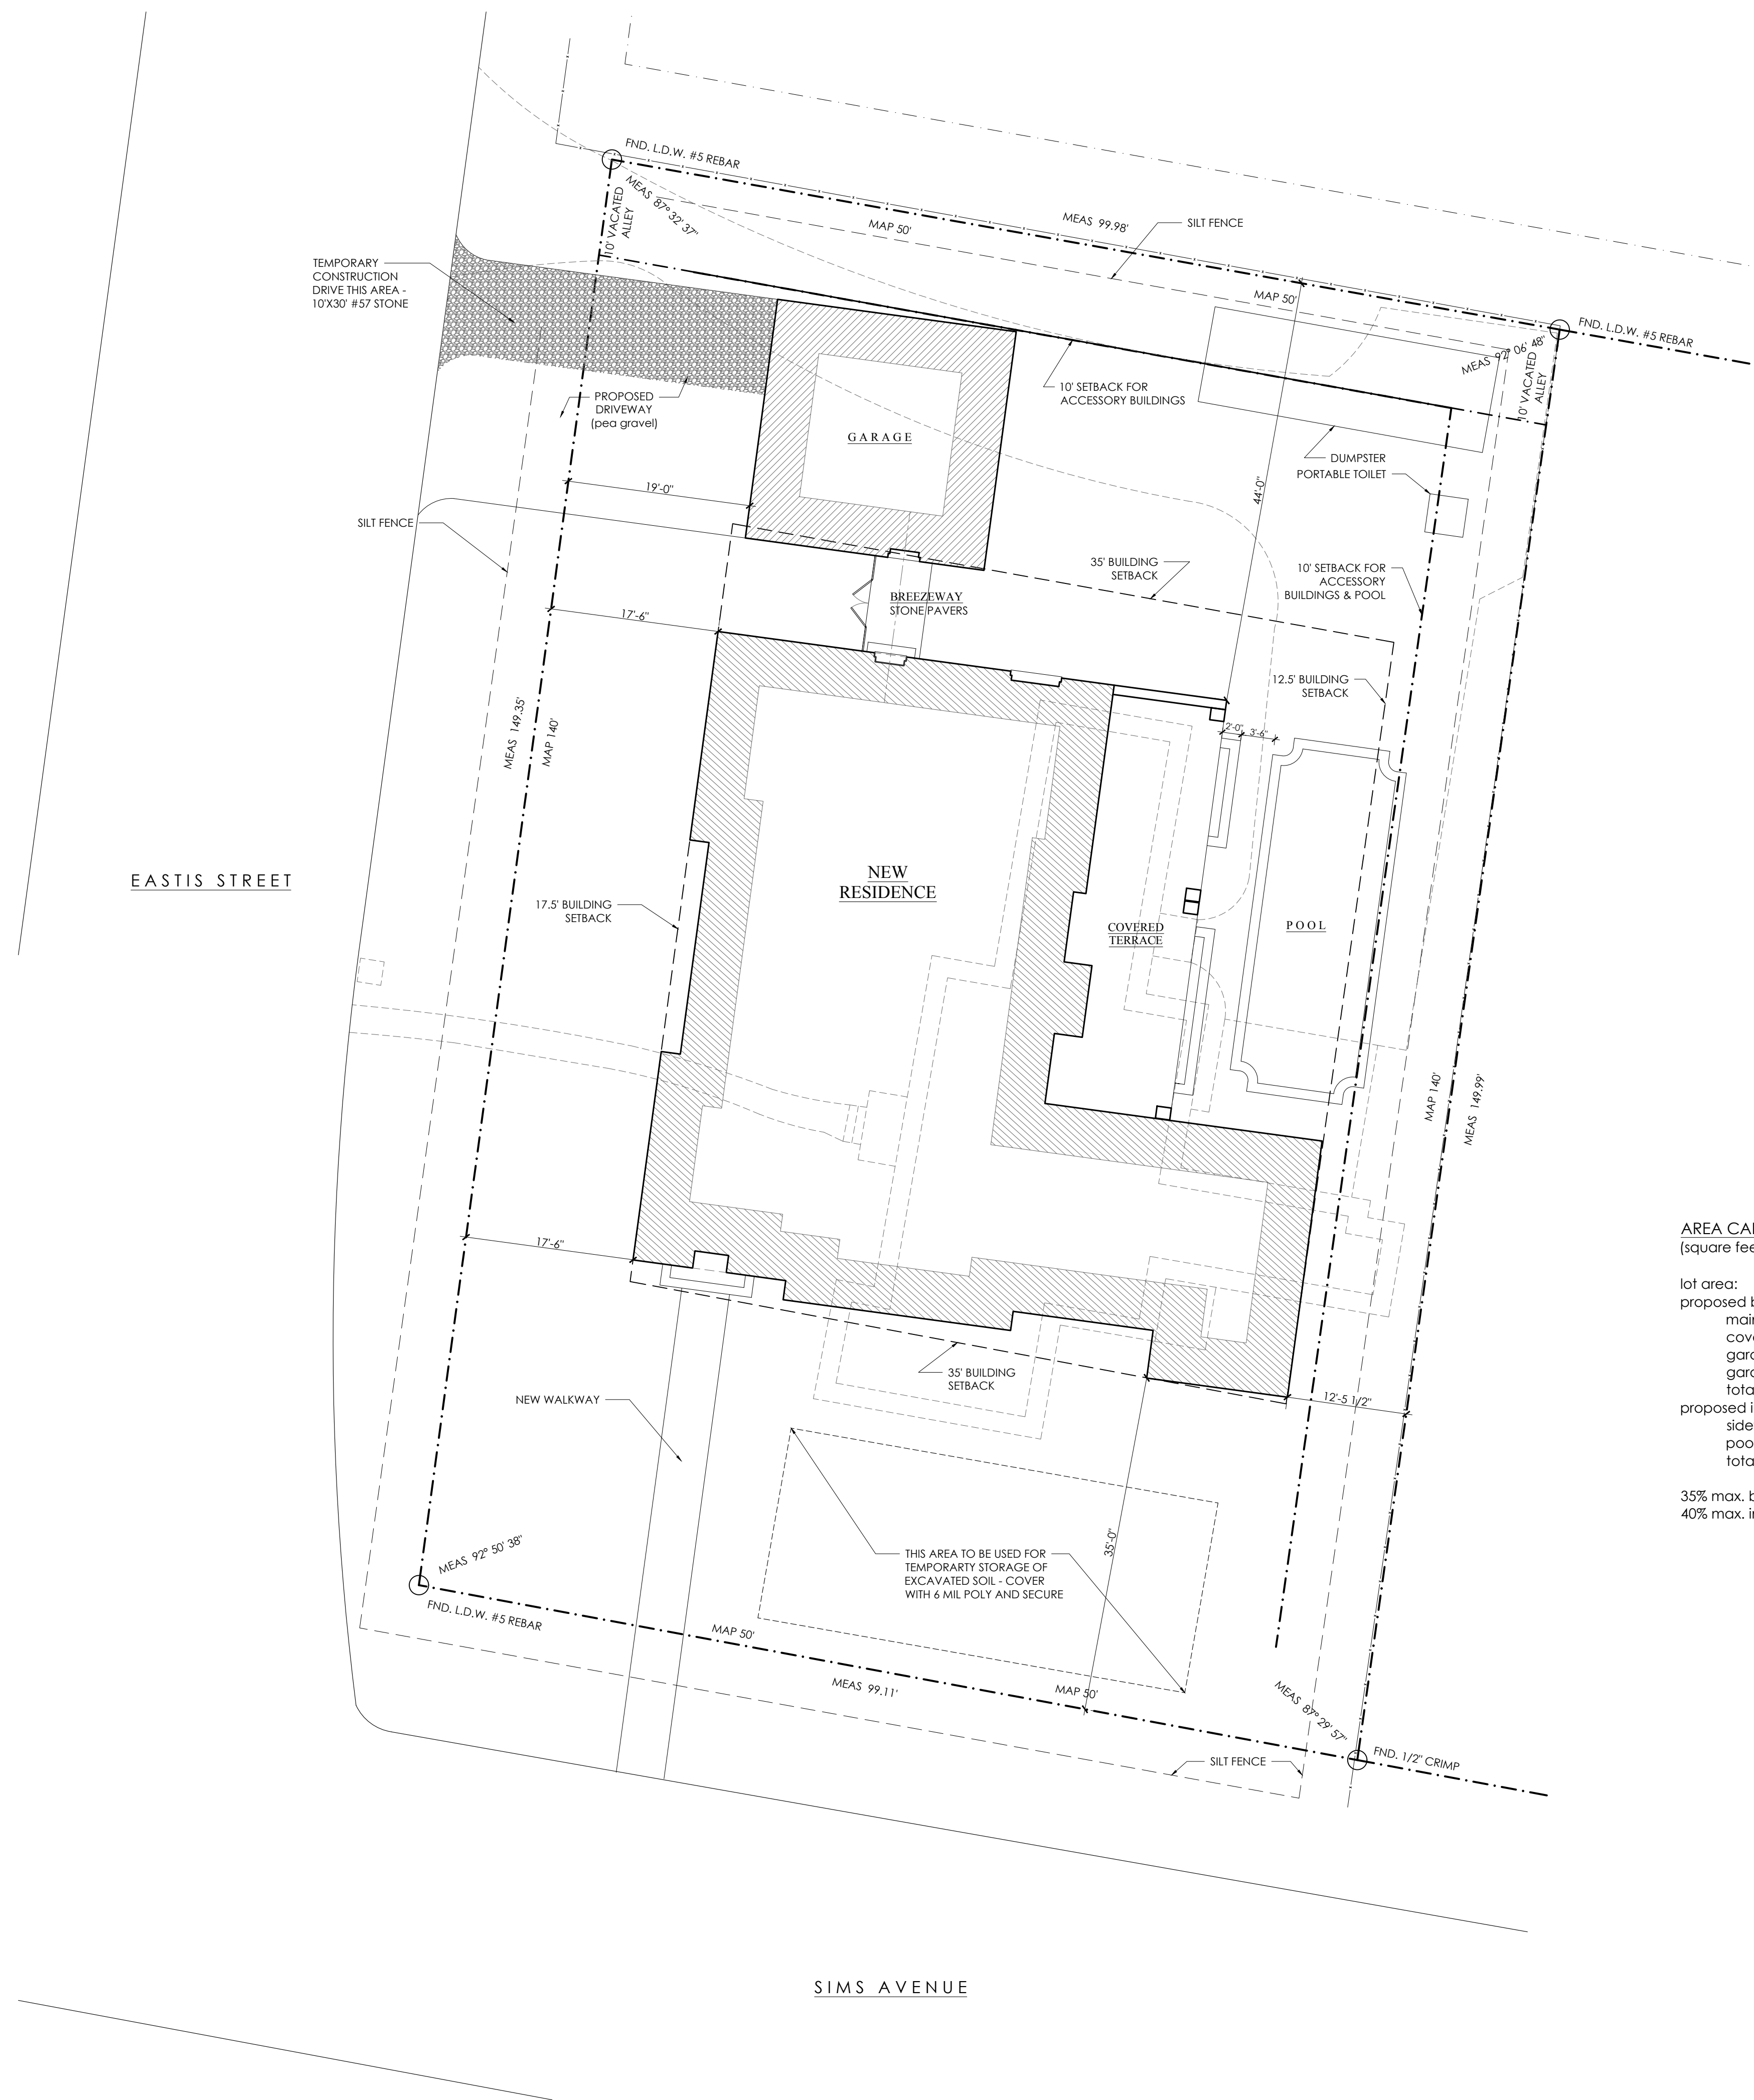 FND. L.D.W. #5 REBAR
MEAS 87° 32' 37"
10' VACATED
ALLEY
MAP 50'
MEAS 99.98'
SILT FENCE
MAP 50'
FND. L.D.W. #5 REBAR
MEAS 92° 06' 48"
10' VACATED
ALLEY
TEMPORARY
CONSTRUCTION
DRIVE THIS AREA -
10'X30' #57 STONE
PROPOSED
DRIVEWAY
(pea gravel)
GARAGE
10' SETBACK FOR
ACCESSORY BUILDINGS
DUMPSTER
PORTABLE TOILET
19'-0"
44'-0"
SILT FENCE
35' BUILDING
SETBACK
10' SETBACK FOR
ACCESSORY
BUILDINGS & POOL
BREEZEWAY
STONE PAVERS
17'-6"
12.5' BUILDING
SETBACK
MEAS 149.35'
MAP 140'
2'-0"
3'-6"
EASTIS STREET
NEW
RESIDENCE
17.5' BUILDING
SETBACK
COVERED
TERRACE
POOL
MAP 140'
MEAS 149.99'
17'-6"
35' BUILDING
SETBACK
12'-5 1/2"
NEW WALKWAY
35'-0"
THIS AREA TO BE USED FOR
TEMPORARTY STORAGE OF
EXCAVATED SOIL - COVER
WITH 6 MIL POLY AND SECURE
MEAS 92° 50' 38"
FND. L.D.W. #5 REBAR
MAP 50'
MEAS 99.11'
MAP 50'
MEAS 87° 29' 57"
FND. 1/2" CRIMP
SILT FENCE
SIMS AVENUE
AREA CA
(square fee
lot area:
proposed b
main
cove
gara
gara
tota
proposed i
side
poo
tota
35% max. b
40% max. i